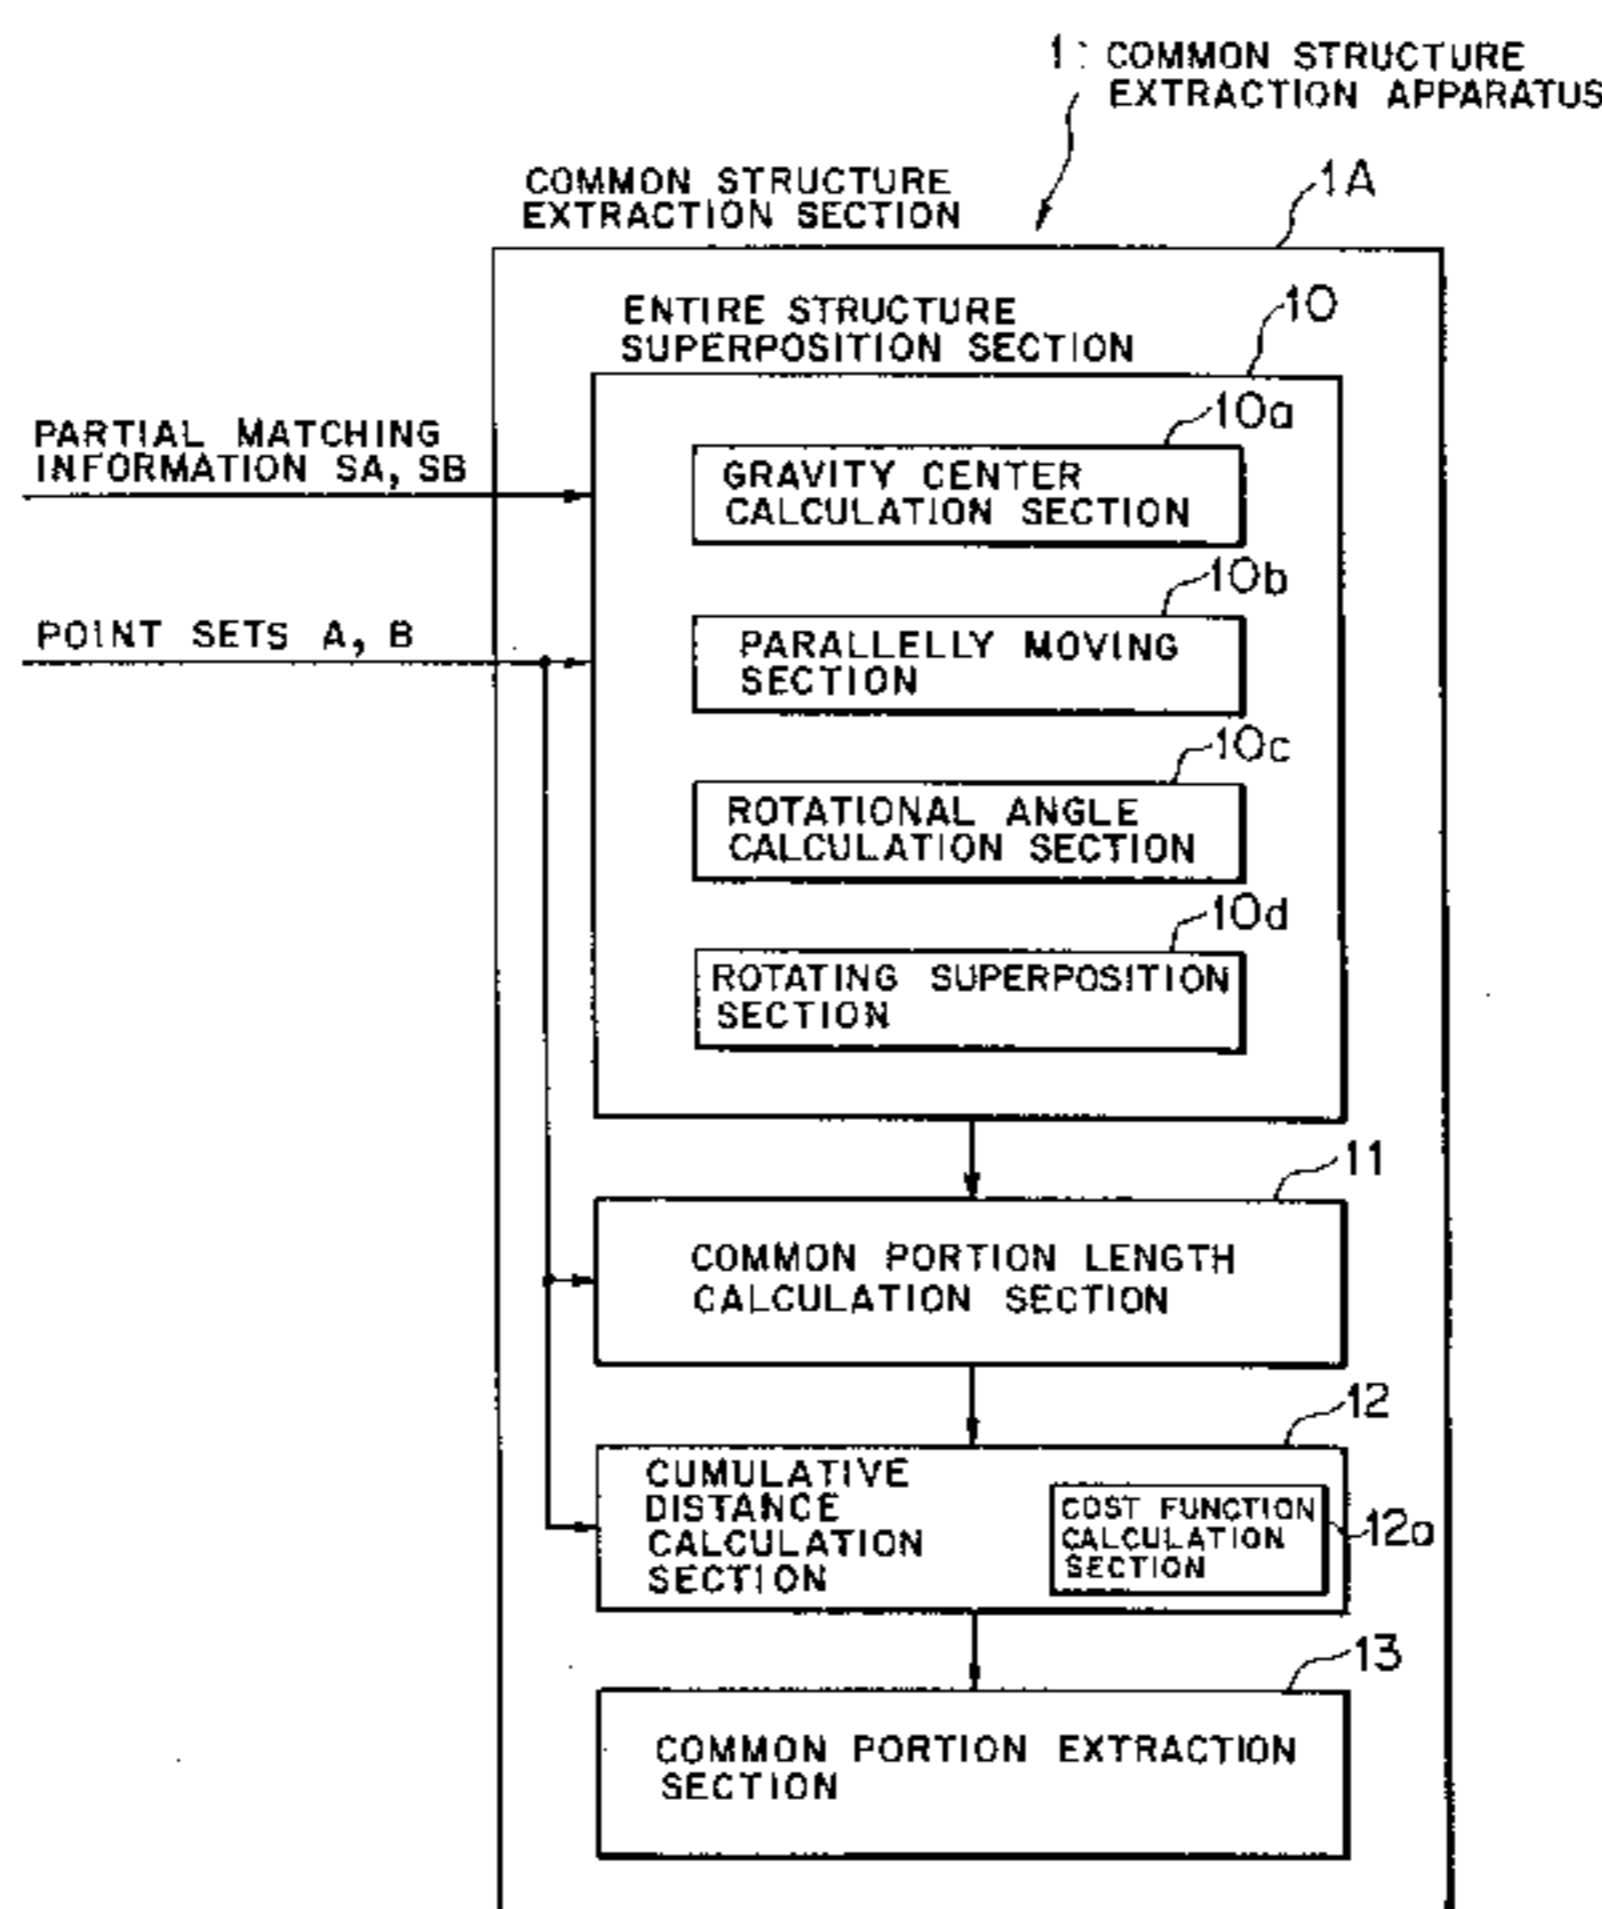 1: COMMON STRUCTURE
EXTRACTION APPARATUS
COMMON STRUCTURE
EXTRACTION SECTION
1A
ENTIRE STRUCTURE
SUPERPOSITION SECTION
10
PARTIAL MATCHING
INFORMATION SA, SB
10a
GRAVITY CENTER
CALCULATION SECTION
POINT SETS A, B
10b
PARALLELLY MOVING
SECTION
10c
ROTATIONAL ANGLE
CALCULATION SECTION
10d
ROTATING SUPERPOSITION
SECTION
11
COMMON PORTION LENGTH
CALCULATION SECTION
12
CUMULATIVE
DISTANCE
CALCULATION
SECTION
COST FUNCTION
CALCULATION
SECTION
12a
13
COMMON PORTION EXTRACTION
SECTION